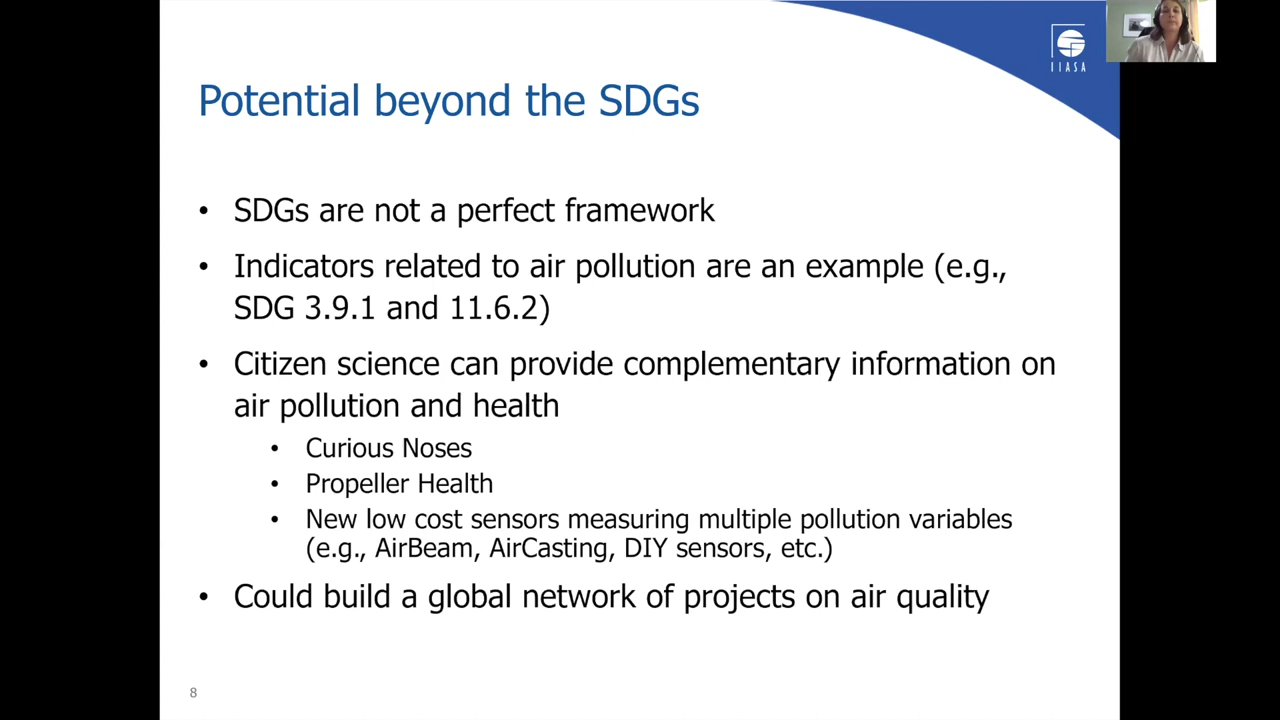 IIASA
Potential beyond the SDGs
• SDGs are not a perfect framework
• Indicators related to air pollution are an example (e.g.,
SDG 3.9.1 and 11.6.2)
• Citizen science can provide complementary information on
air pollution and health
• Curious Noses
• Propeller Health
• New low cost sensors measuring multiple pollution variables
(e.g., AirBeam, AirCasting, DIY sensors, etc.)
• Could build a global network of projects on air quality
8